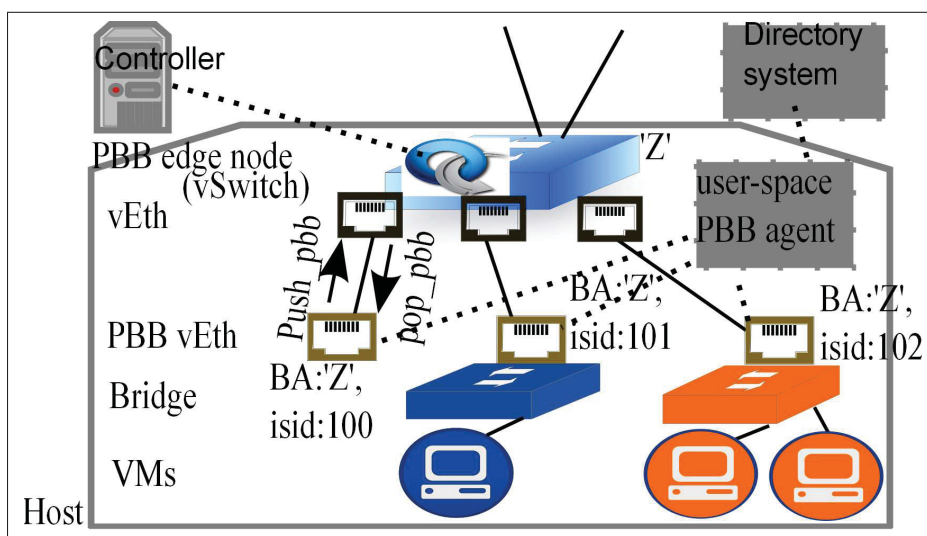 Controller
Directory
system
PBB edge node
(vSwitch)
'Z'
vEth
user-space
PBB agent
Push_pbb
pop_pbb
PBB vEth
BA:'Z',
isid:100
BA:'Z',
isid:101
BA:'Z',
isid:102
Bridge
VMs
Host